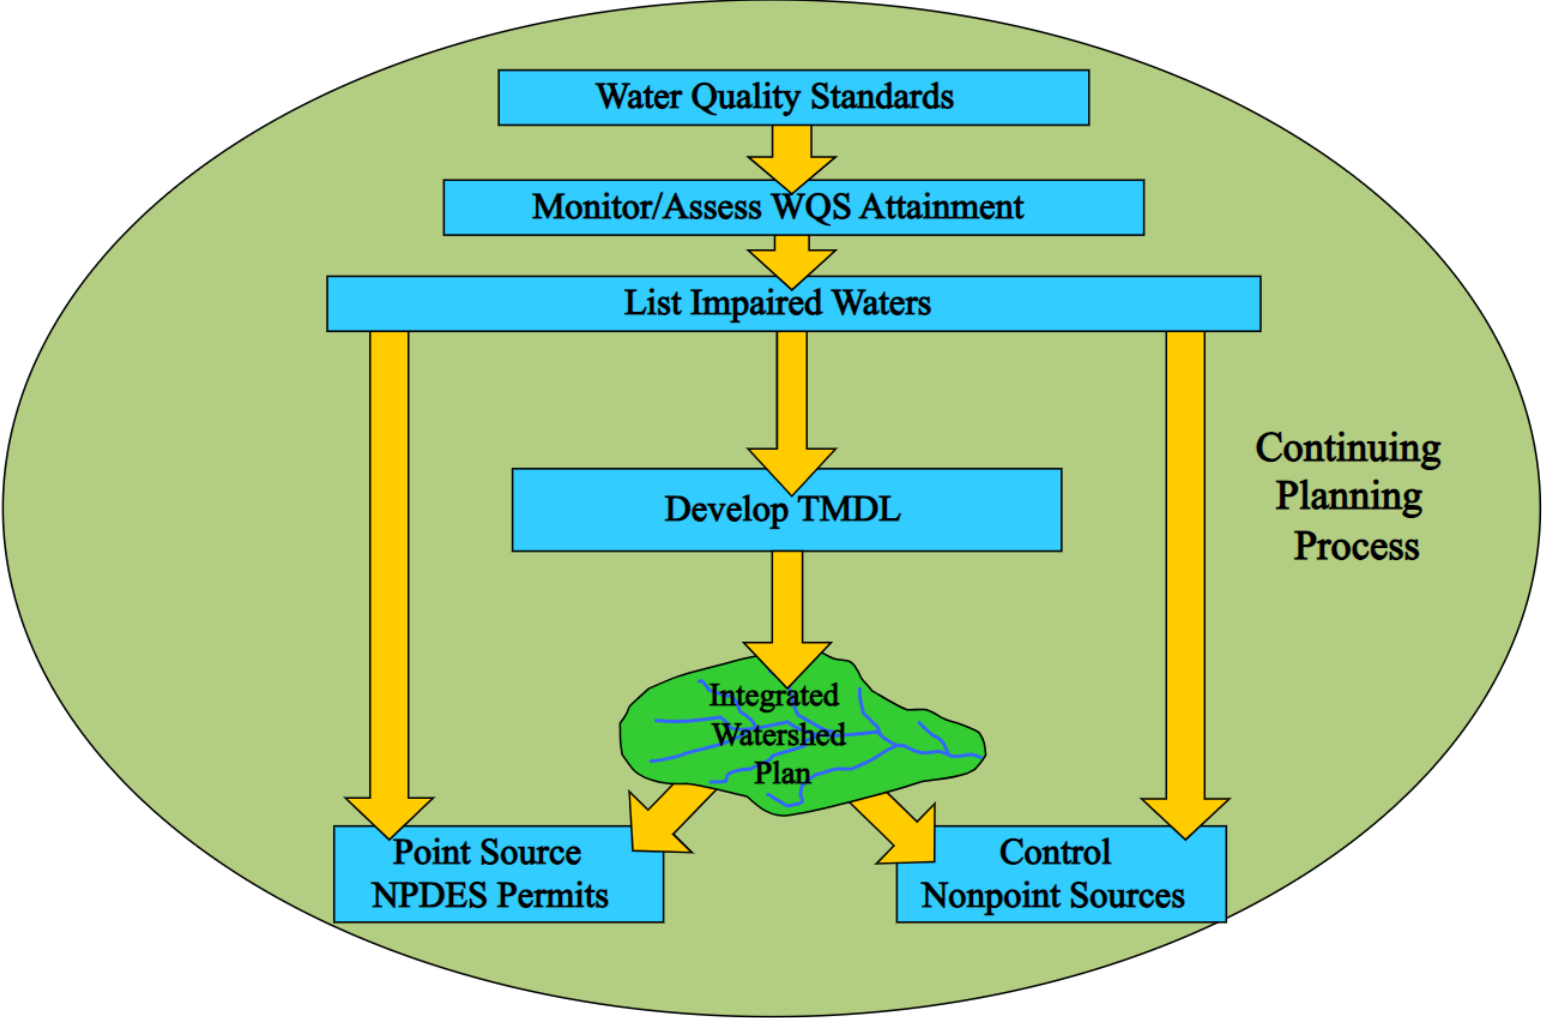 Water Quality Standards
Monitor/Assess WQS Attainment
List Impaired Waters
Continuing
Planning
Process
Develop TMDL
Integrated
Watershed
Plan
Point Source
NPDES Permits
Control
Nonpoint Sources